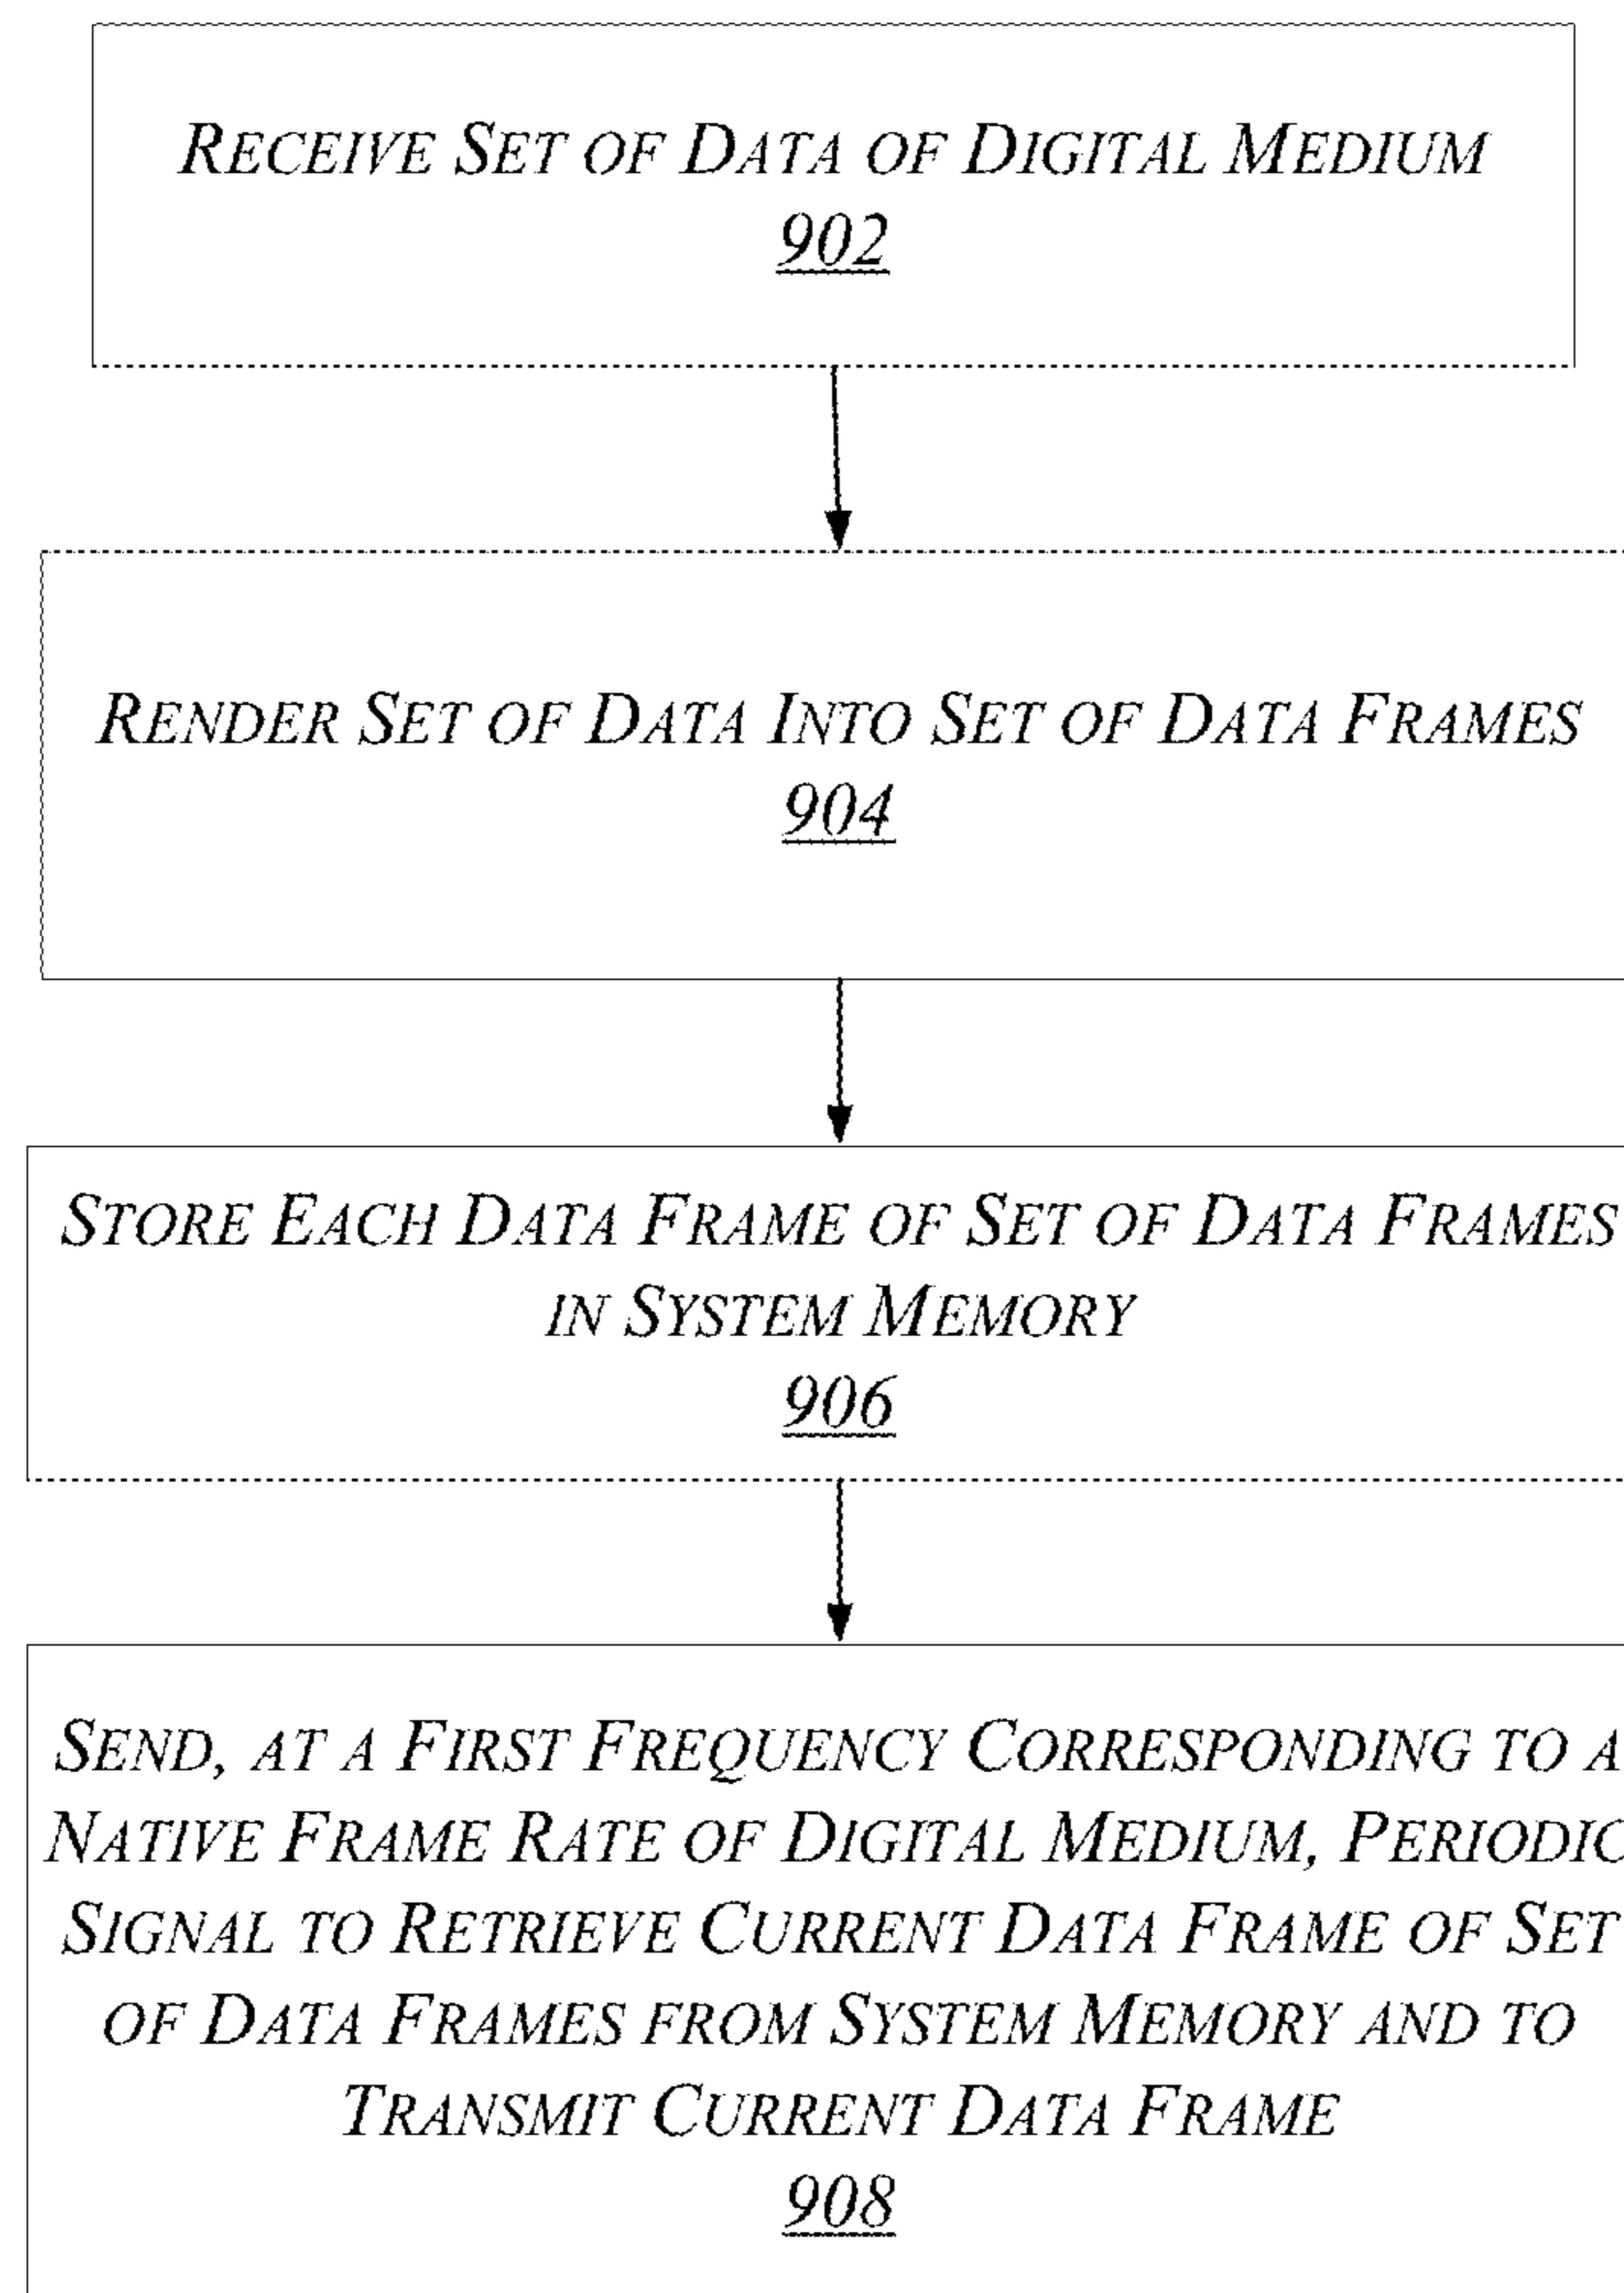 RECEIVE SET OF DATA OF DIGITAL MEDIUM
902
RENDER SET OF DATA INTO SET OF DATA FRAMES
904
STORE EACH DATA FRAME OF SET OF DATA FRAMES
IN SYSTEM MEMORY
906
SEND, AT A FIRST FREQUENCY CORRESPONDING TO A
NATIVE FRAME RATE OF DIGITAL MEDIUM, PERIODIC
SIGNAL TO RETRIEVE CURRENT DATA FRAME OF SET
OF DATA FRAMES FROM SYSTEM MEMORY AND TO
TRANSMIT CURRENT DATA FRAME
908